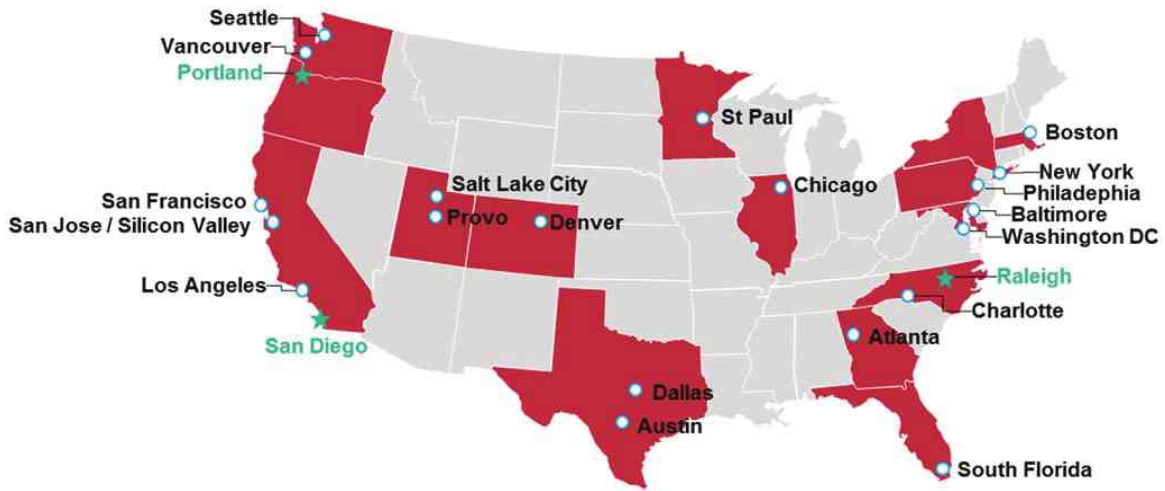 Seattle
Vancouver
Portland
St Paul
Boston
New York
Chicago
Philadephia
Salt Lake City
San Francisco
Provo
Denver
Baltimore
San Jose / Silicon Valley
Washington DC
Raleigh
Los Angeles
Charlotte
Atlanta
San Diego
Dallas
Austin
South Florida